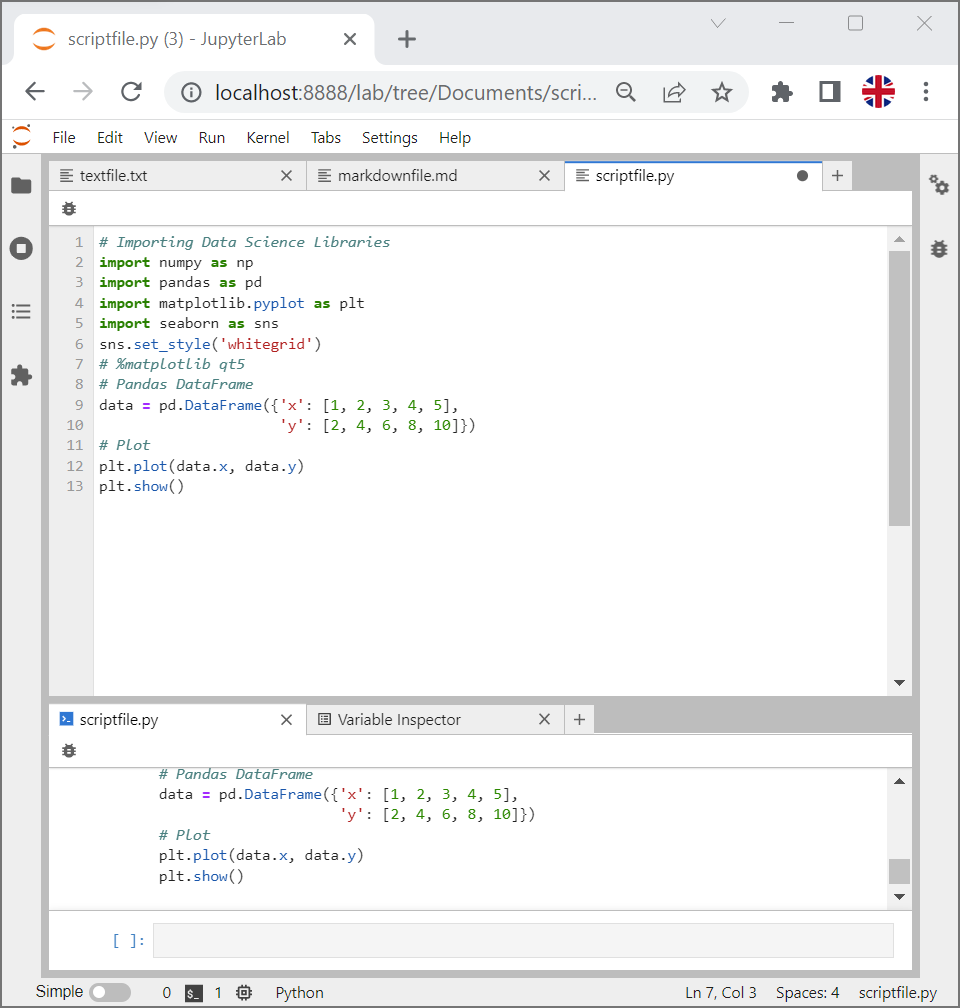 scriptfile.py (3) - JupyterLab
localhost:8888/lab/tree/Documents/scri...
File Edit View Run Kernel Tabs Settings Help
textfile.txt markdownfile.md scriptfile.py
1 # Importing Data Science Libraries
2 import numpy as np
3 import pandas as pd
4 import matplotlib.pyplot as plt
5 import seaborn as sns
6 sns.set_style('whitegrid')
7 # %matplotlib qt5
8 # Pandas DataFrame
9 data = pd.DataFrame({'x': [1, 2, 3, 4, 5],
10 'y': [2, 4, 6, 8, 10]})
11 # Plot
12 plt.plot(data.x, data.y)
13 plt.show()
scriptfile.py Variable Inspector
# Pandas DataFrame
data = pd.DataFrame({'x': [1, 2, 3, 4, 5],
'y': [2, 4, 6, 8, 10]})
# Plot
plt.plot(data.x, data.y)
plt.show()
[ ]:
Simple 0 $_ 1 Python Ln 7, Col 3 Spaces: 4 scriptfile.py